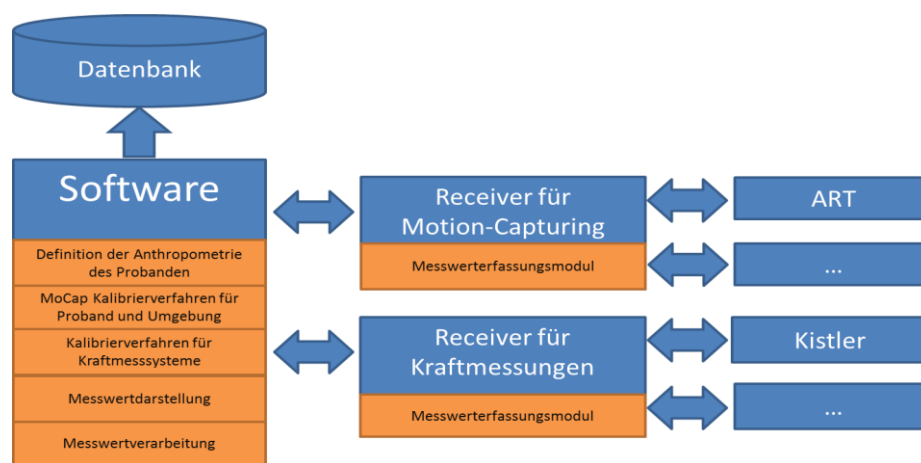 Datenbank
Software
Definition der Anthropometrie
des Probanden
MoCap Kalibrierverfahren für
Proband und Umgebung
Kalibrierverfahren für
Kraftmesssysteme
Messwertdarstellung
Messwertverarbeitung
Receiver für
Motion-Capturing
Messwerterfassungsmodul
ART
...
Receiver für
Kraftmessungen
Messwerterfassungsmodul
Kistler
...